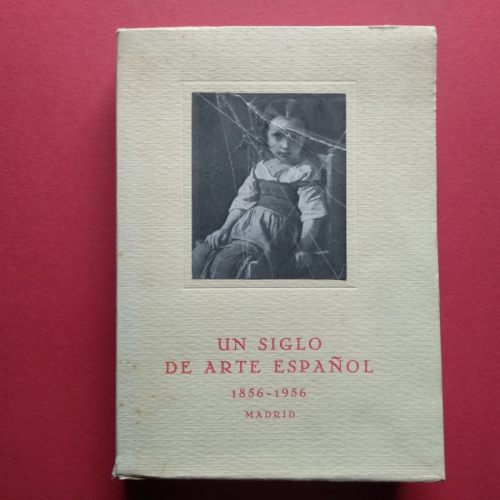 UN SIGLO
DE ARTE ESPAÑOL
1856-1956
MADRID